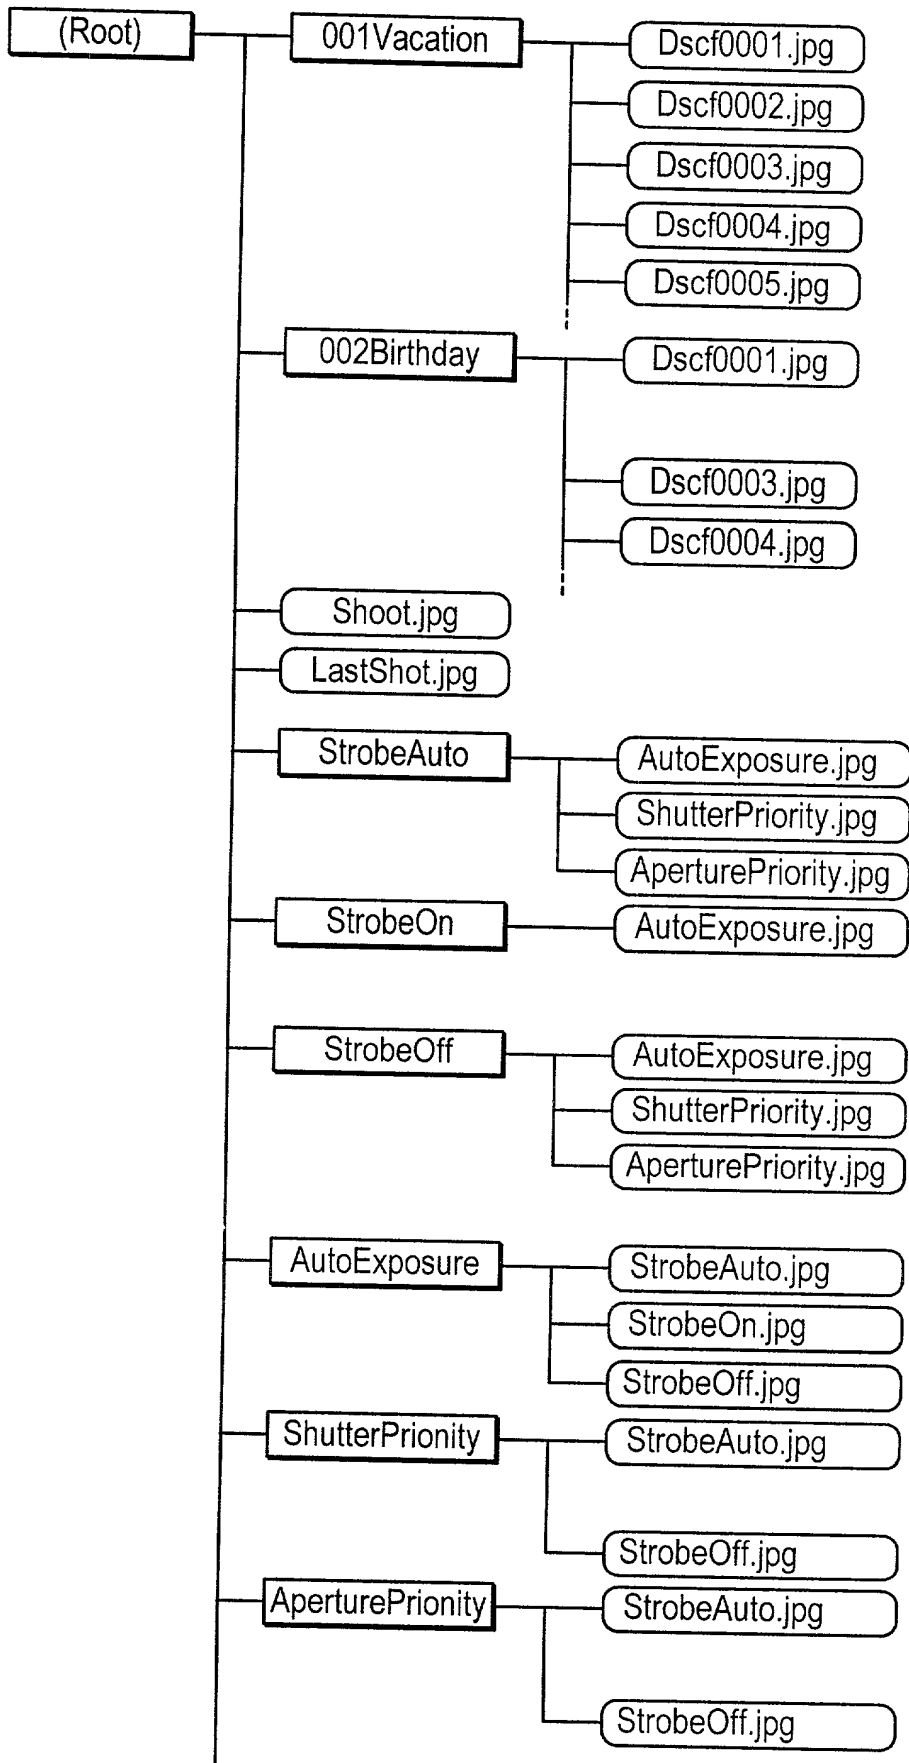 (Root)
001Vacation
Dscf0001.jpg
Dscf0002.jpg
Dscf0003.jpg
Dscf0004.jpg
Dscf0005.jpg
002Birthday
Dscf0001.jpg
Dscf0003.jpg
Dscf0004.jpg
Shoot.jpg
LastShot.jpg
StrobeAuto
AutoExposure.jpg
ShutterPriority.jpg
AperturePriority.jpg
StrobeOn
AutoExposure.jpg
StrobeOff
AutoExposure.jpg
ShutterPriority.jpg
AperturePriority.jpg
AutoExposure
StrobeAuto.jpg
StrobeOn.jpg
StrobeOff.jpg
ShutterPrionity
StrobeAuto.jpg
StrobeOff.jpg
AperturePrionity
StrobeAuto.jpg
StrobeOff.jpg